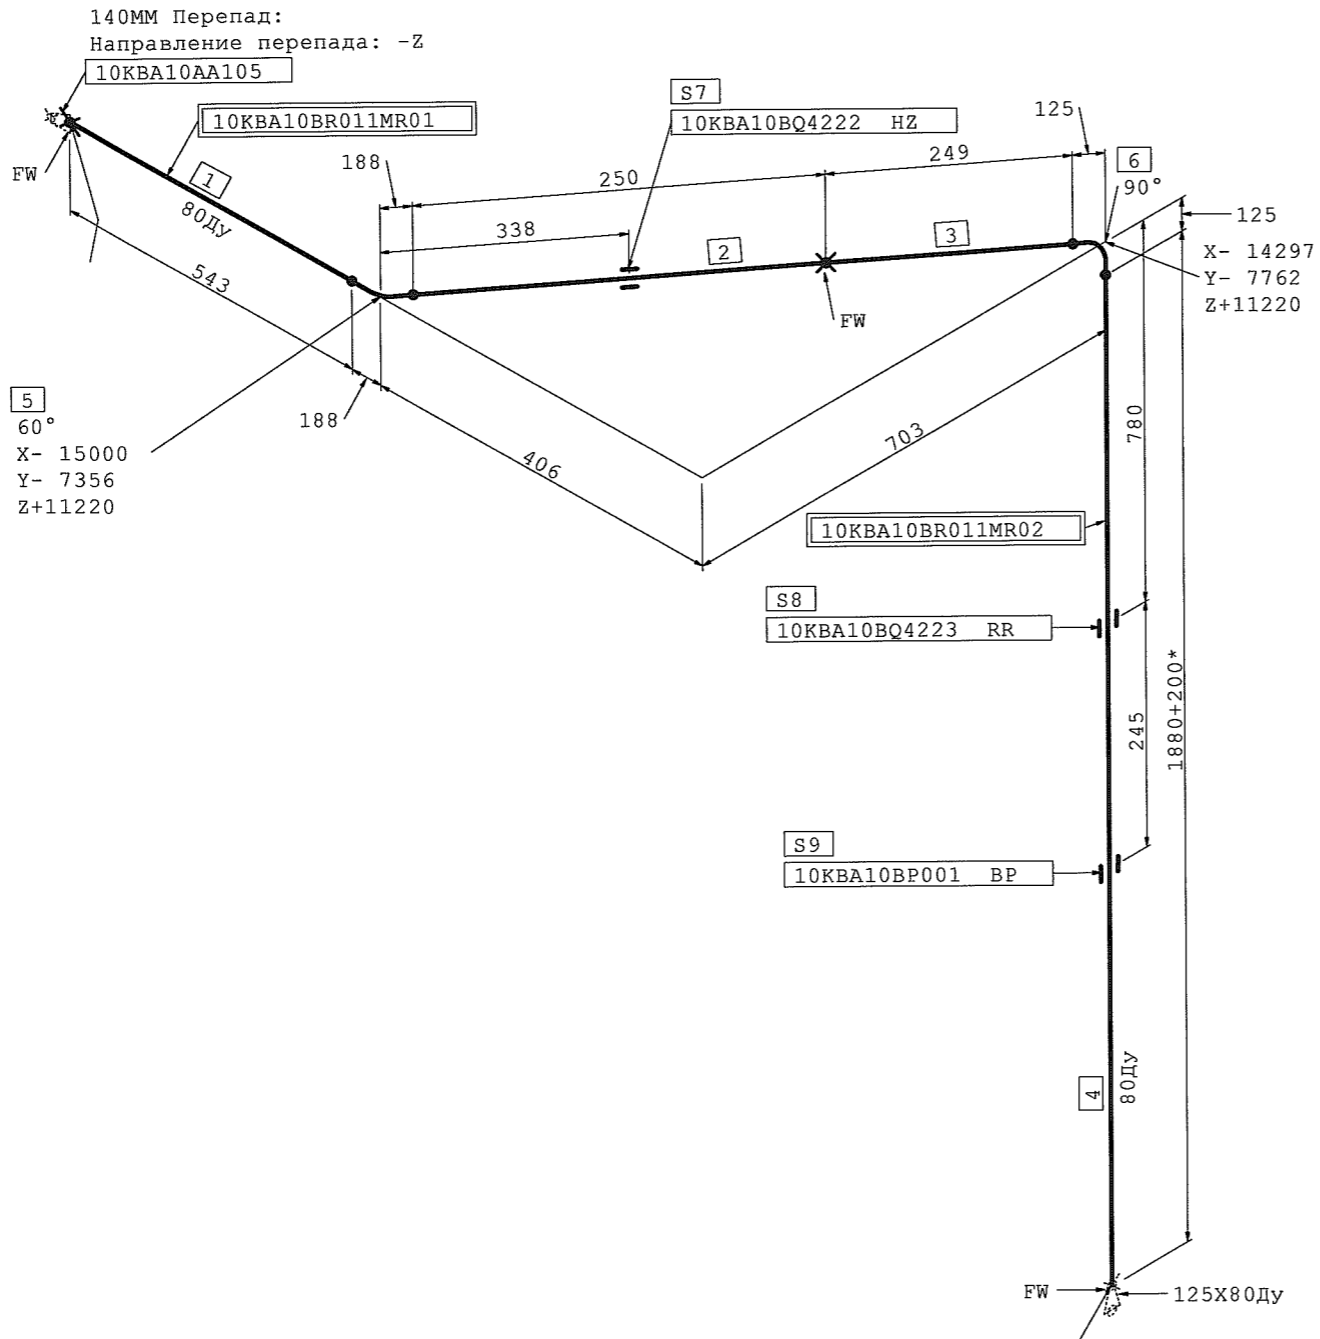 140ММ Перепад:
Направление перепада: -Z
10KBA10AA105
10KBA10BR011MR01
FW
1
80ДУ
543
188
S7
10KBA10BQ4222 HZ
188
250
249
125
338
2
3
FW
6
90°
125
X- 14297
Y- 7762
Z+11220
5
60°
X- 15000
Y- 7356
Z+11220
406
703
780
10KBA10BR011MR02
S8
10KBA10BQ4223 RR
245
1880+200*
S9
10KBA10BP001 BP
4
80ДУ
FW
125X80ДУ